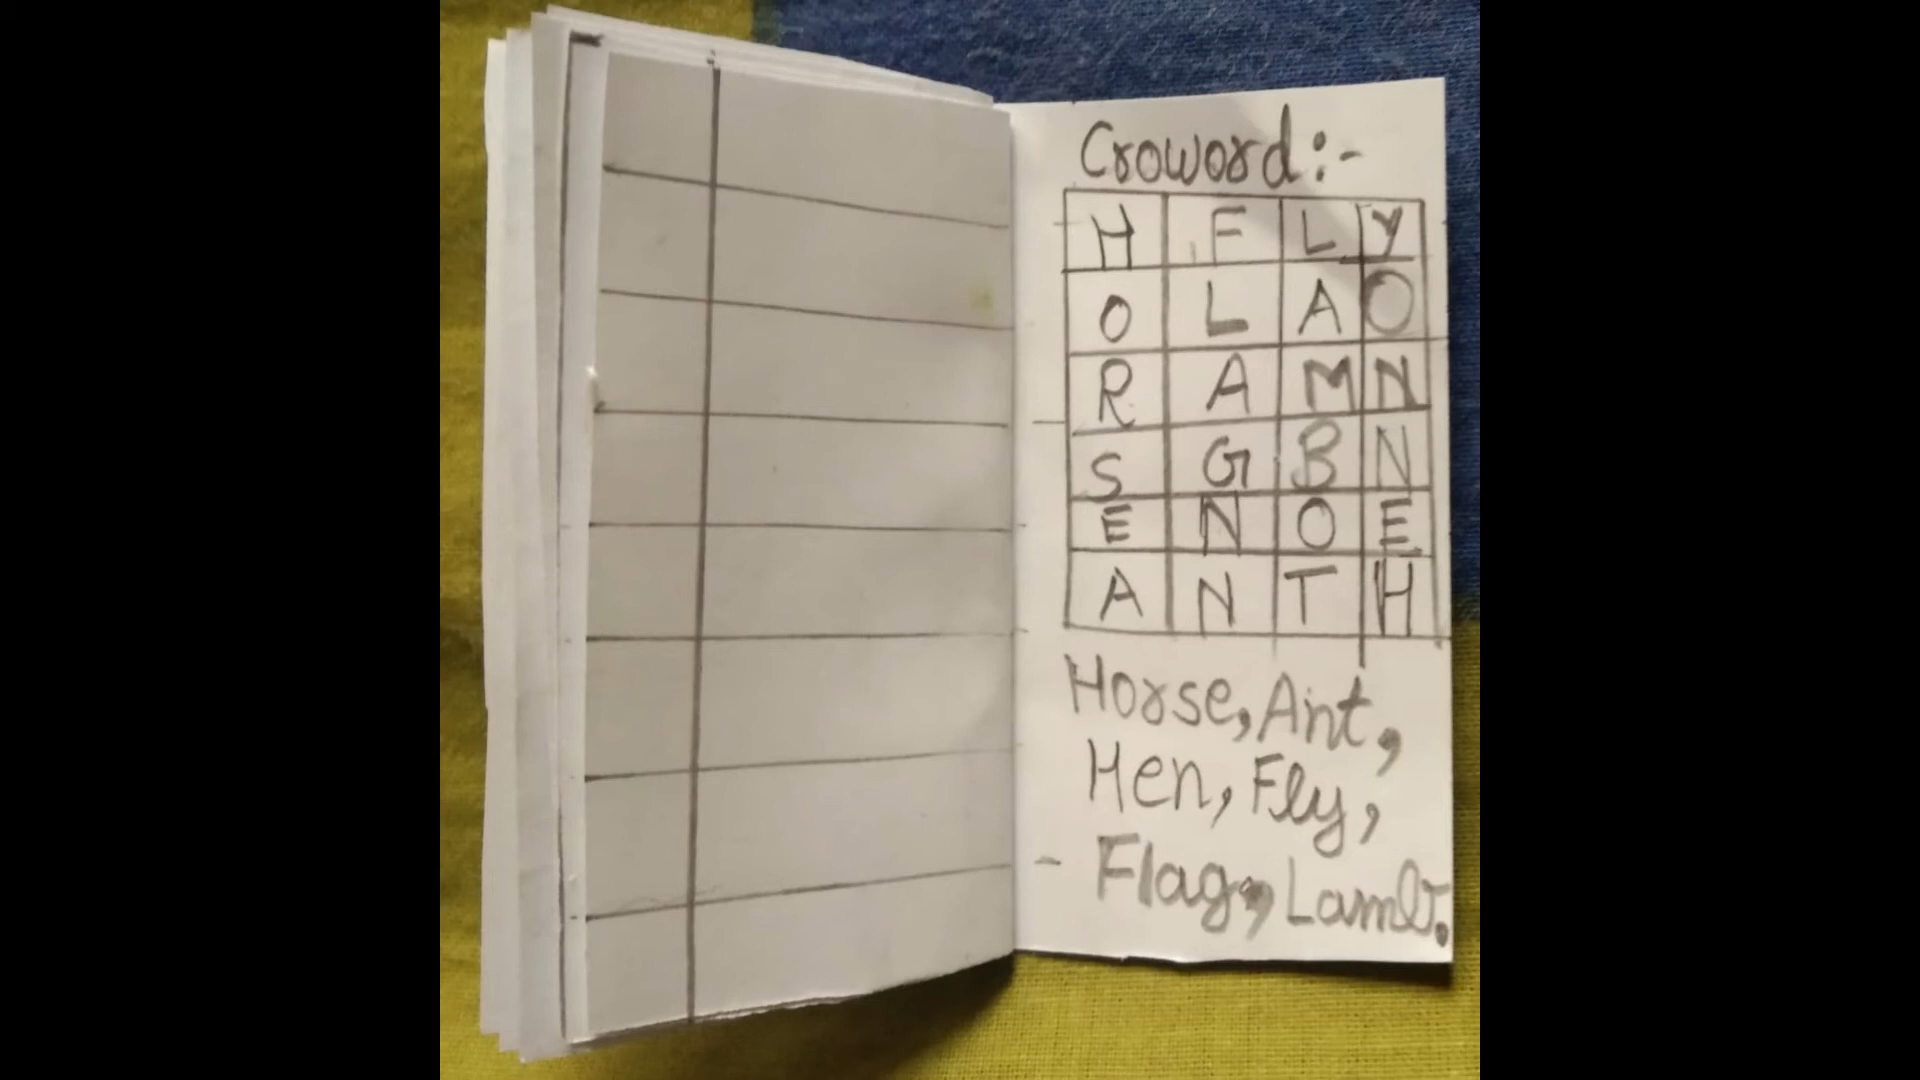 Croword:-
H F L Y
O L A O
R A M N
S G B N
E N O E
A N T H
Horse, Ant,
Hen, Fly,
- Flag, Lamb.